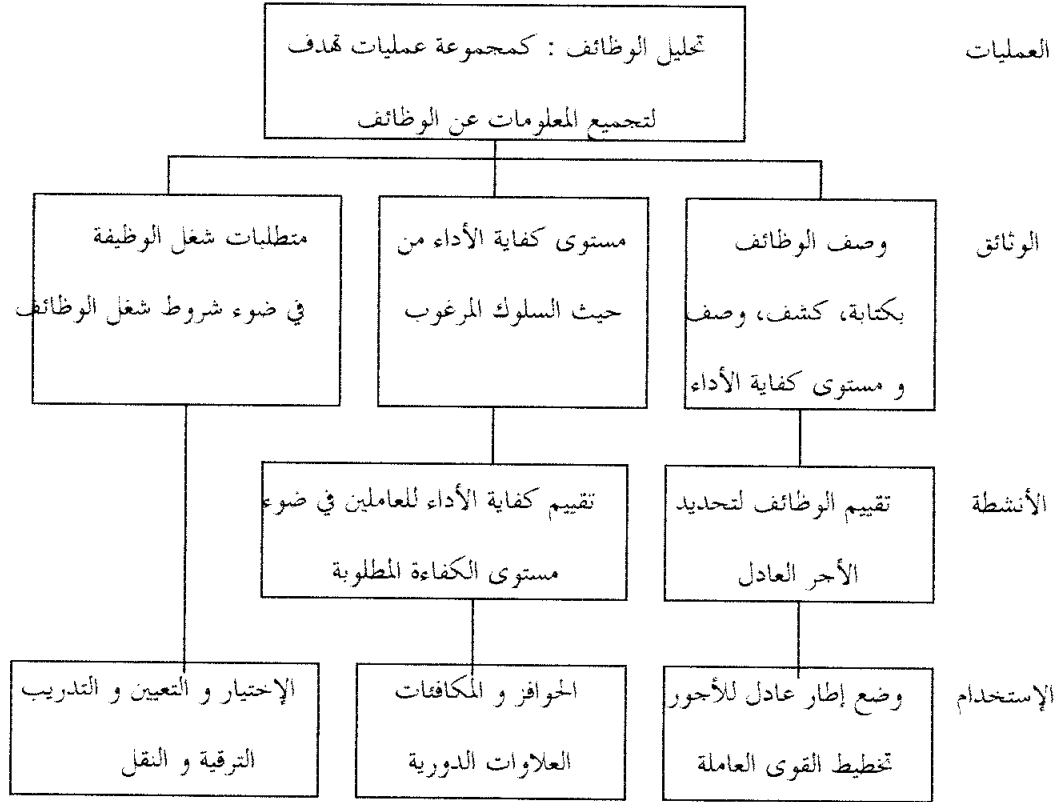 العمليات
تحليل الوظائف : كمجموعة عمليات تهدف
لتجميع المعلومات عن الوظائف
الوثائق
وصف الوظائف
بكتابة، كشف، وصف
و مستوى كفاية الأداء
مستوى كفاية الأداء من
حيث السلوك المرغوب
متطلبات شغل الوظيفة
في ضوء شروط شغل الوظائف
الأنشطة
تقييم الوظائف لتحديد
الأجر العادل
تقييم كفاية الأداء للعاملين في ضوء
مستوى الكفاءة المطلوبة
الإستخدام
وضع إطار عادل للأجور
تخطيط القوى العاملة
الحوافز و المكافئات
العلاوات الدورية
الإختيار و التعيين و التدريب
الترقية و النقل